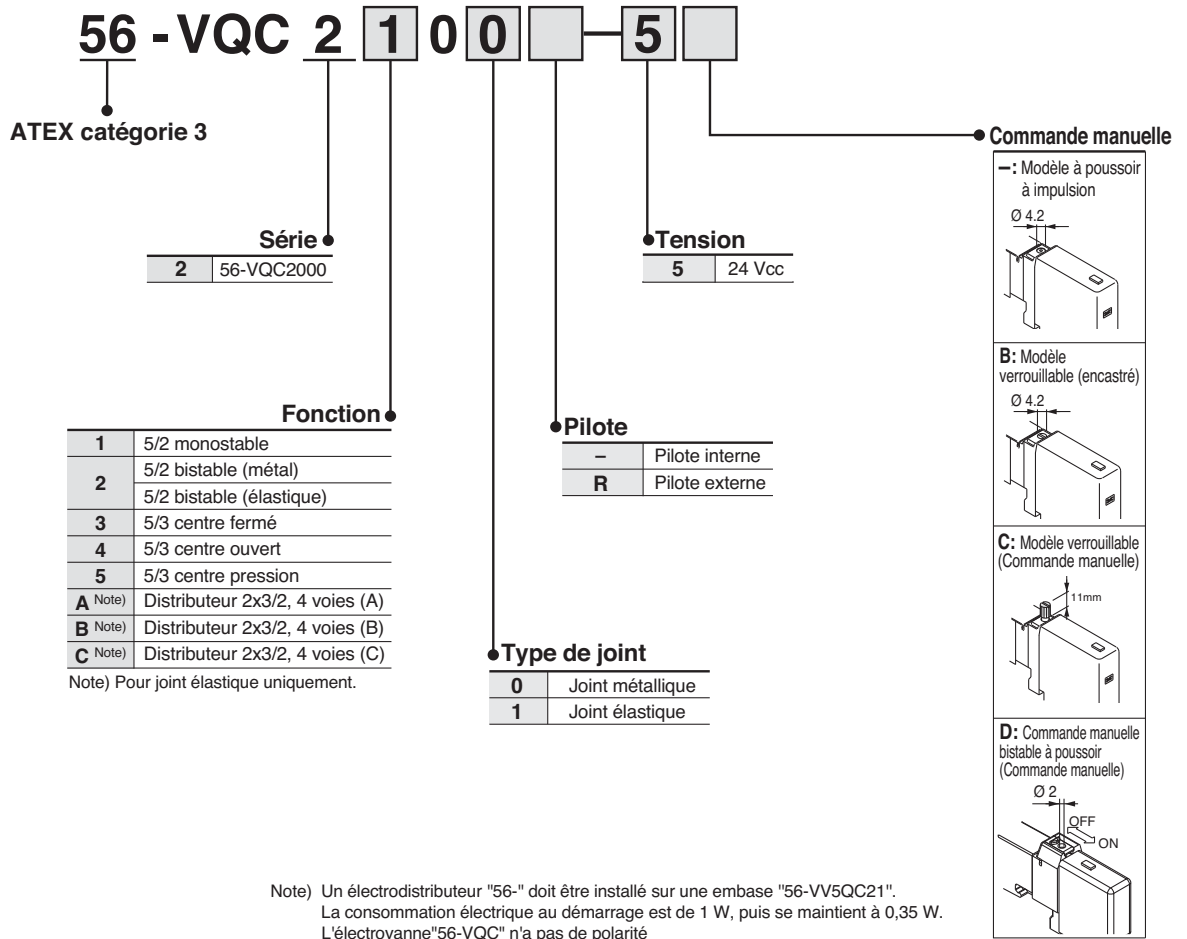 56 - VQC 2 1 0 0 – 5
ATEX catégorie 3
Série
2 56-VQC2000
Fonction
1 5/2 monostable
2 5/2 bistable (métal)
5/2 bistable (élastique)
3 5/3 centre fermé
4 5/3 centre ouvert
5 5/3 centre pression
A Note) Distributeur 2x3/2, 4 voies (A)
B Note) Distributeur 2x3/2, 4 voies (B)
C Note) Distributeur 2x3/2, 4 voies (C)
Note) Pour joint élastique uniquement.
Type de joint
0 Joint métallique
1 Joint élastique
Pilote
– Pilote interne
R Pilote externe
Tension
5 24 Vcc
Commande manuelle
–: Modèle à poussoir
à impulsion
Ø 4.2
B: Modèle
verrouillable (encastré)
Ø 4.2
C: Modèle verrouillable
(Commande manuelle)
11mm
D: Commande manuelle
bistable à poussoir
(Commande manuelle)
Ø 2
OFF
ON
Note) Un électrodistributeur "56-" doit être installé sur une embase "56-VV5QC21".
La consommation électrique au démarrage est de 1 W, puis se maintient à 0,35 W.
L'électrovanne"56-VQC" n'a pas de polarité